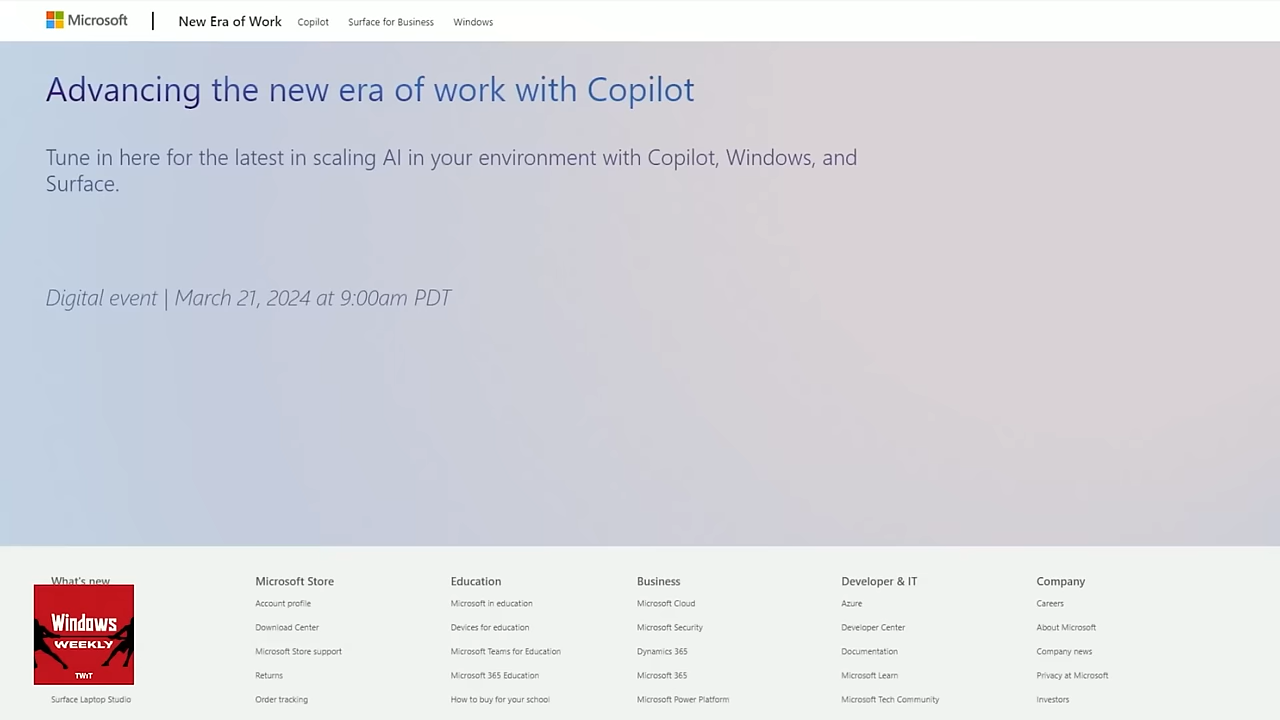 Microsoft
New Era of Work
Copilot
Surface for Business
Windows
Advancing the new era of work with Copilot
Tune in here for the latest in scaling AI in your environment with Copilot, Windows, and
Surface.
Digital event | March 21, 2024 at 9:00am PDT
What's new
Surface Laptop Studio
Microsoft Store
Account profile
Download Center
Microsoft Store support
Returns
Order tracking
Education
Microsoft in education
Devices for education
Microsoft Teams for Education
Microsoft 365 Education
How to buy for your school
Business
Microsoft Cloud
Microsoft Security
Dynamics 365
Microsoft 365
Microsoft Power Platform
Developer & IT
Azure
Developer Center
Documentation
Microsoft Learn
Microsoft Tech Community
Company
Careers
About Microsoft
Company news
Privacy at Microsoft
Investors
Windows
WEEKLY
TWiT